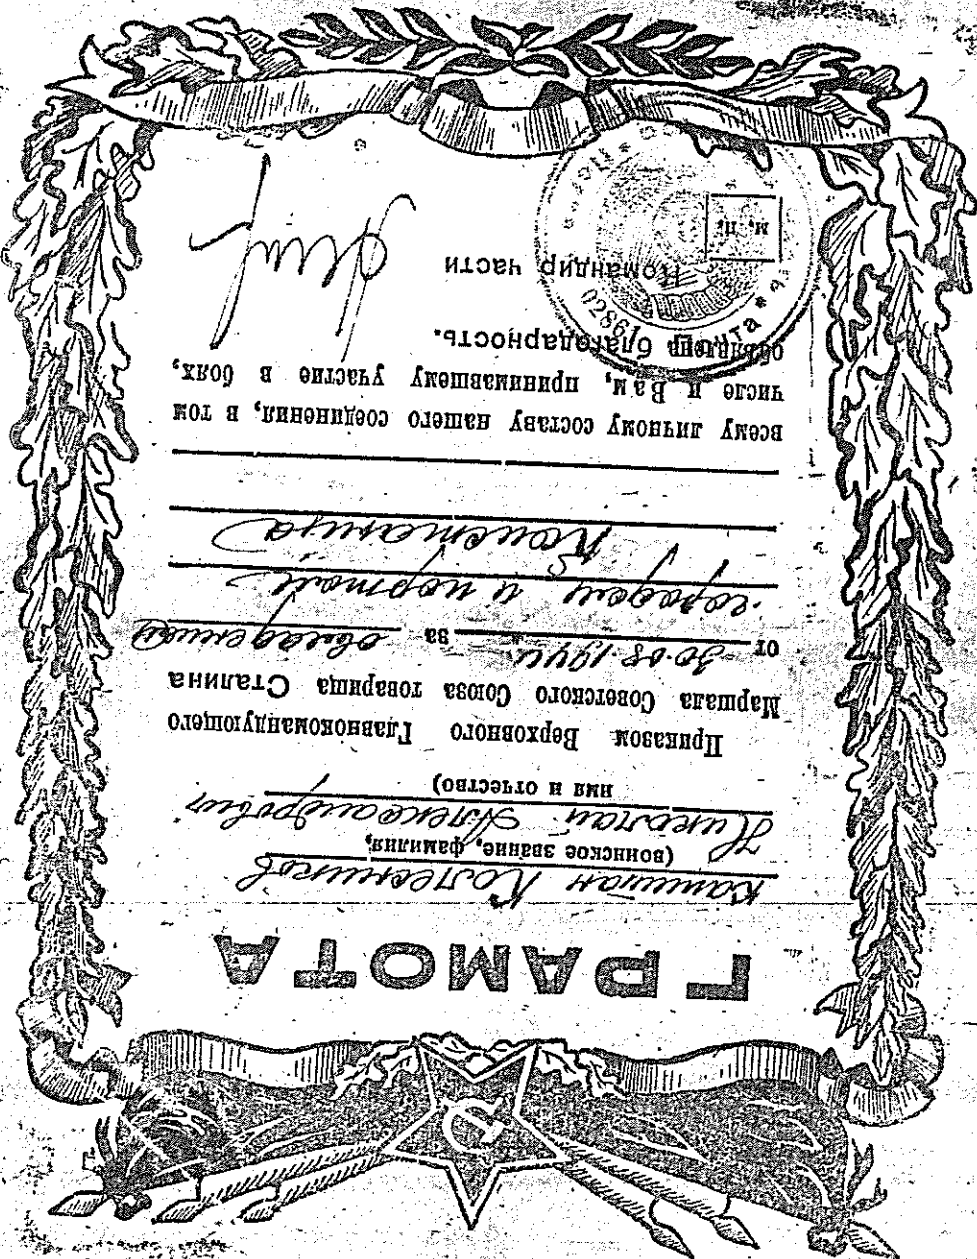 ГРАМОТА
Капитан Колесников
(воинское звание, фамилия,
Николай Александрович
имя и отчество)
Приказом Верховного Главнокомандующего
Маршала Советского Союза товарища Сталина
от 30.08.1944 за овладение
городом и портом
Констанца
всему личному составу нашего соединения, в том
числе и Вам, принимавшему участие в боях,
объявлена благодарность.
Командир части
м. п.
почта
19820